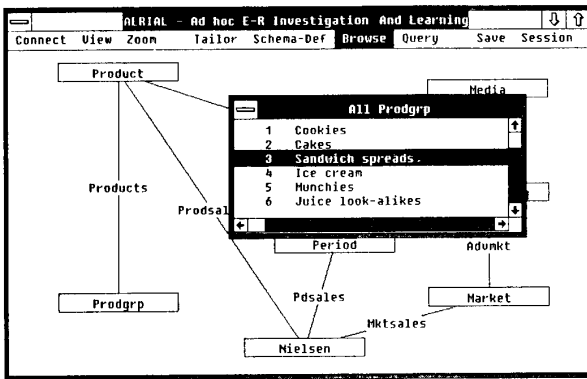 ALRIAL - Ad hoc E-R Investigation And Learning
Connect View Zoom Tailor Schema-Def Browse Query Save Session
Product
Media
All Prodgrp
1 Cookies
2 Cakes
3 Sandwich spreads.
4 Ice cream
5 Munchies
6 Juice look-alikes
Products
Prodsal
Period
Advmkt
Pdsales
Prodgrp
Market
Mktsales
Nielsen